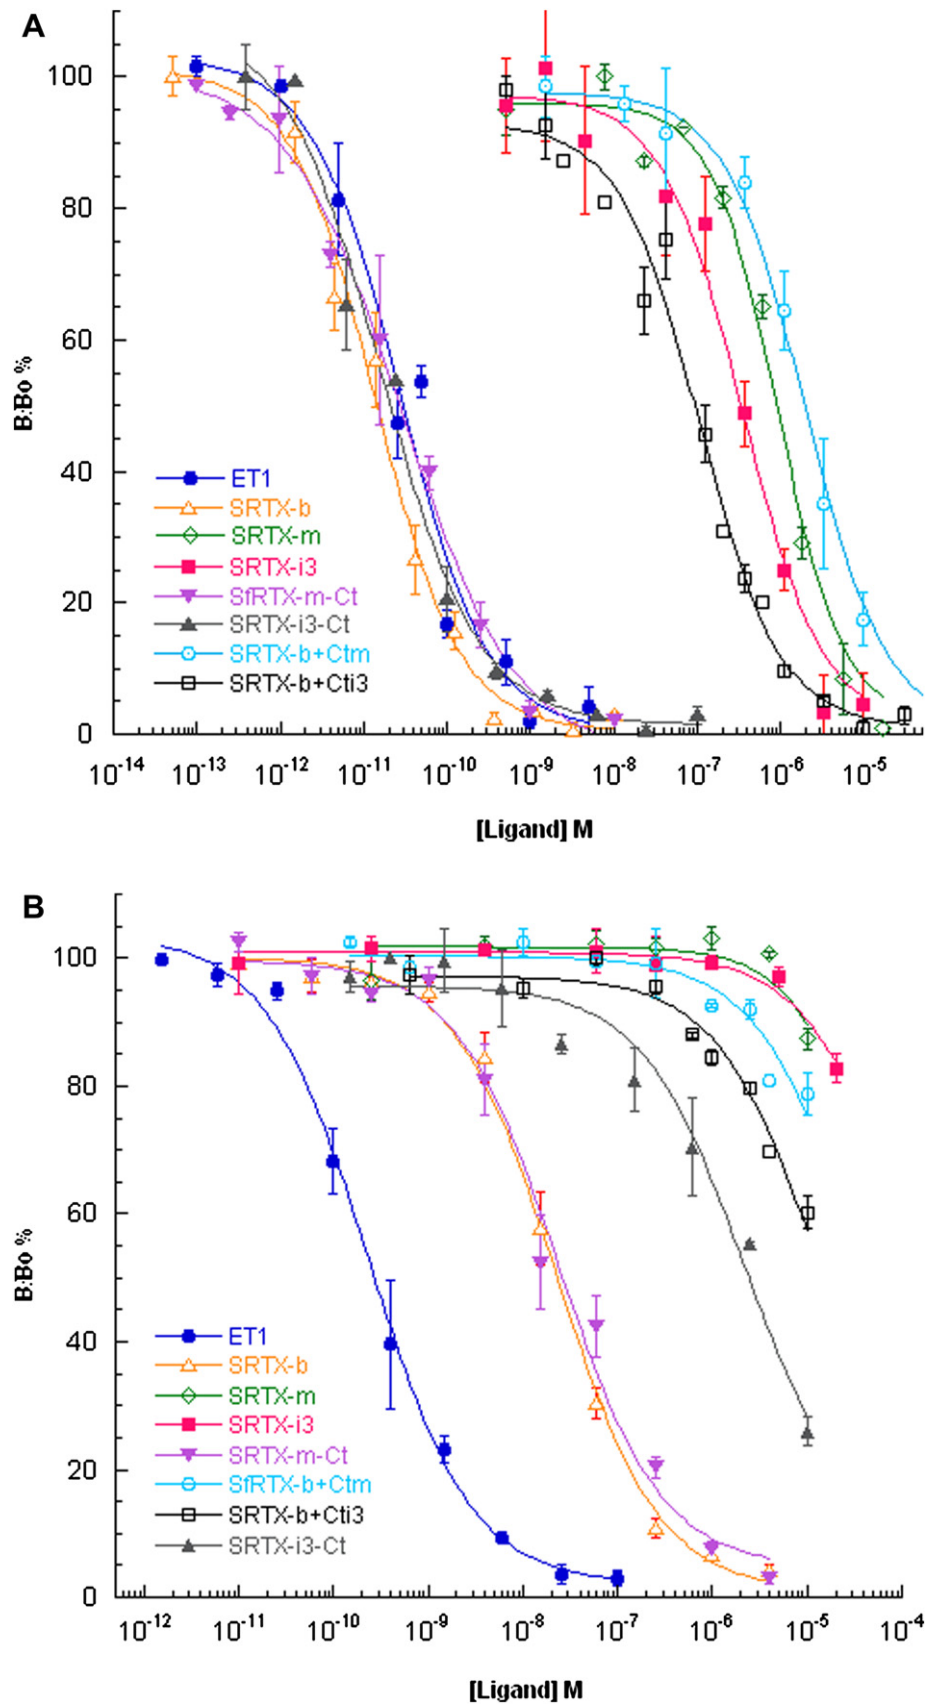 A
100
80
60
40
20
0
B:Bo %
ET1
SRTX-b
SRTX-m
SRTX-i3
SfRTX-m-Ct
SRTX-i3-Ct
SRTX-b+Ctm
SRTX-b+Cti3
10-14 10-13 10-12 10-11 10-10 10-9 10-8 10-7 10-6 10-5
[Ligand] M
B
100
80
60
40
20
0
B:Bo %
ET1
SRTX-b
SRTX-m
SRTX-i3
SRTX-m-Ct
SfRTX-b+Ctm
SRTX-b+Cti3
SRTX-i3-Ct
10-12 10-11 10-10 10-9 10-8 10-7 10-6 10-5 10-4
[Ligand] M